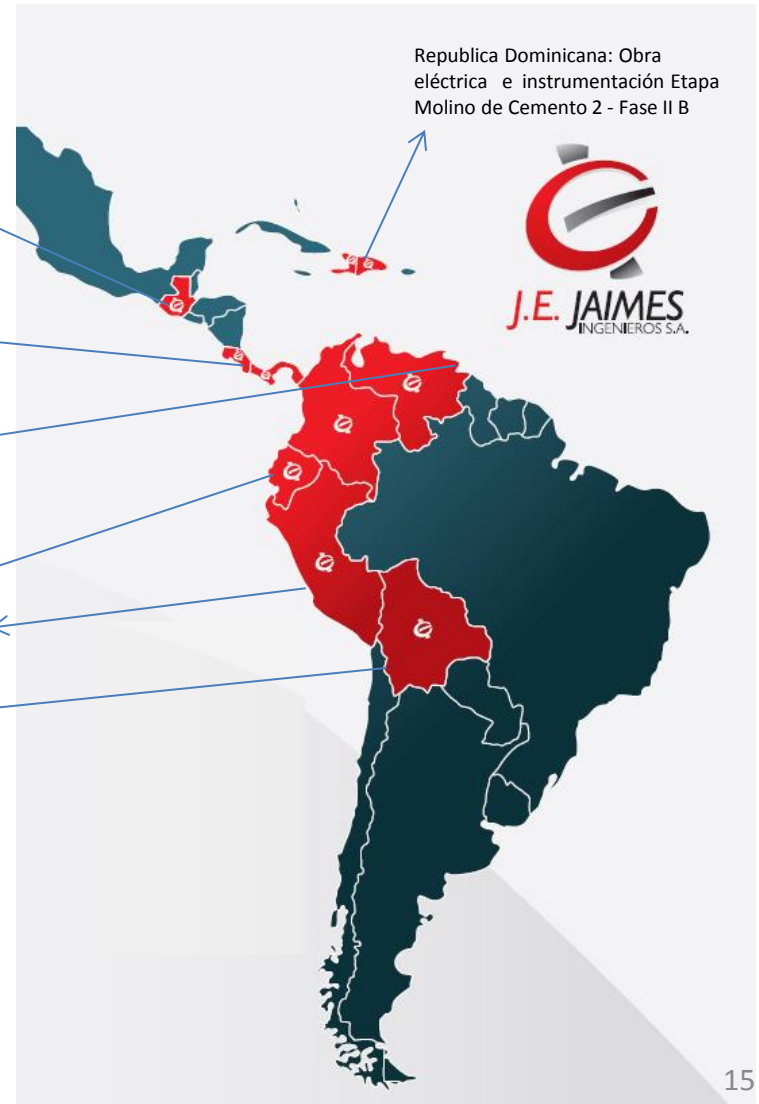 Republica Dominicana: Obra
eléctrica e instrumentación Etapa
Molino de Cemento 2 - Fase II B
J.E. JAIMES
INGENIEROS S.A.
15